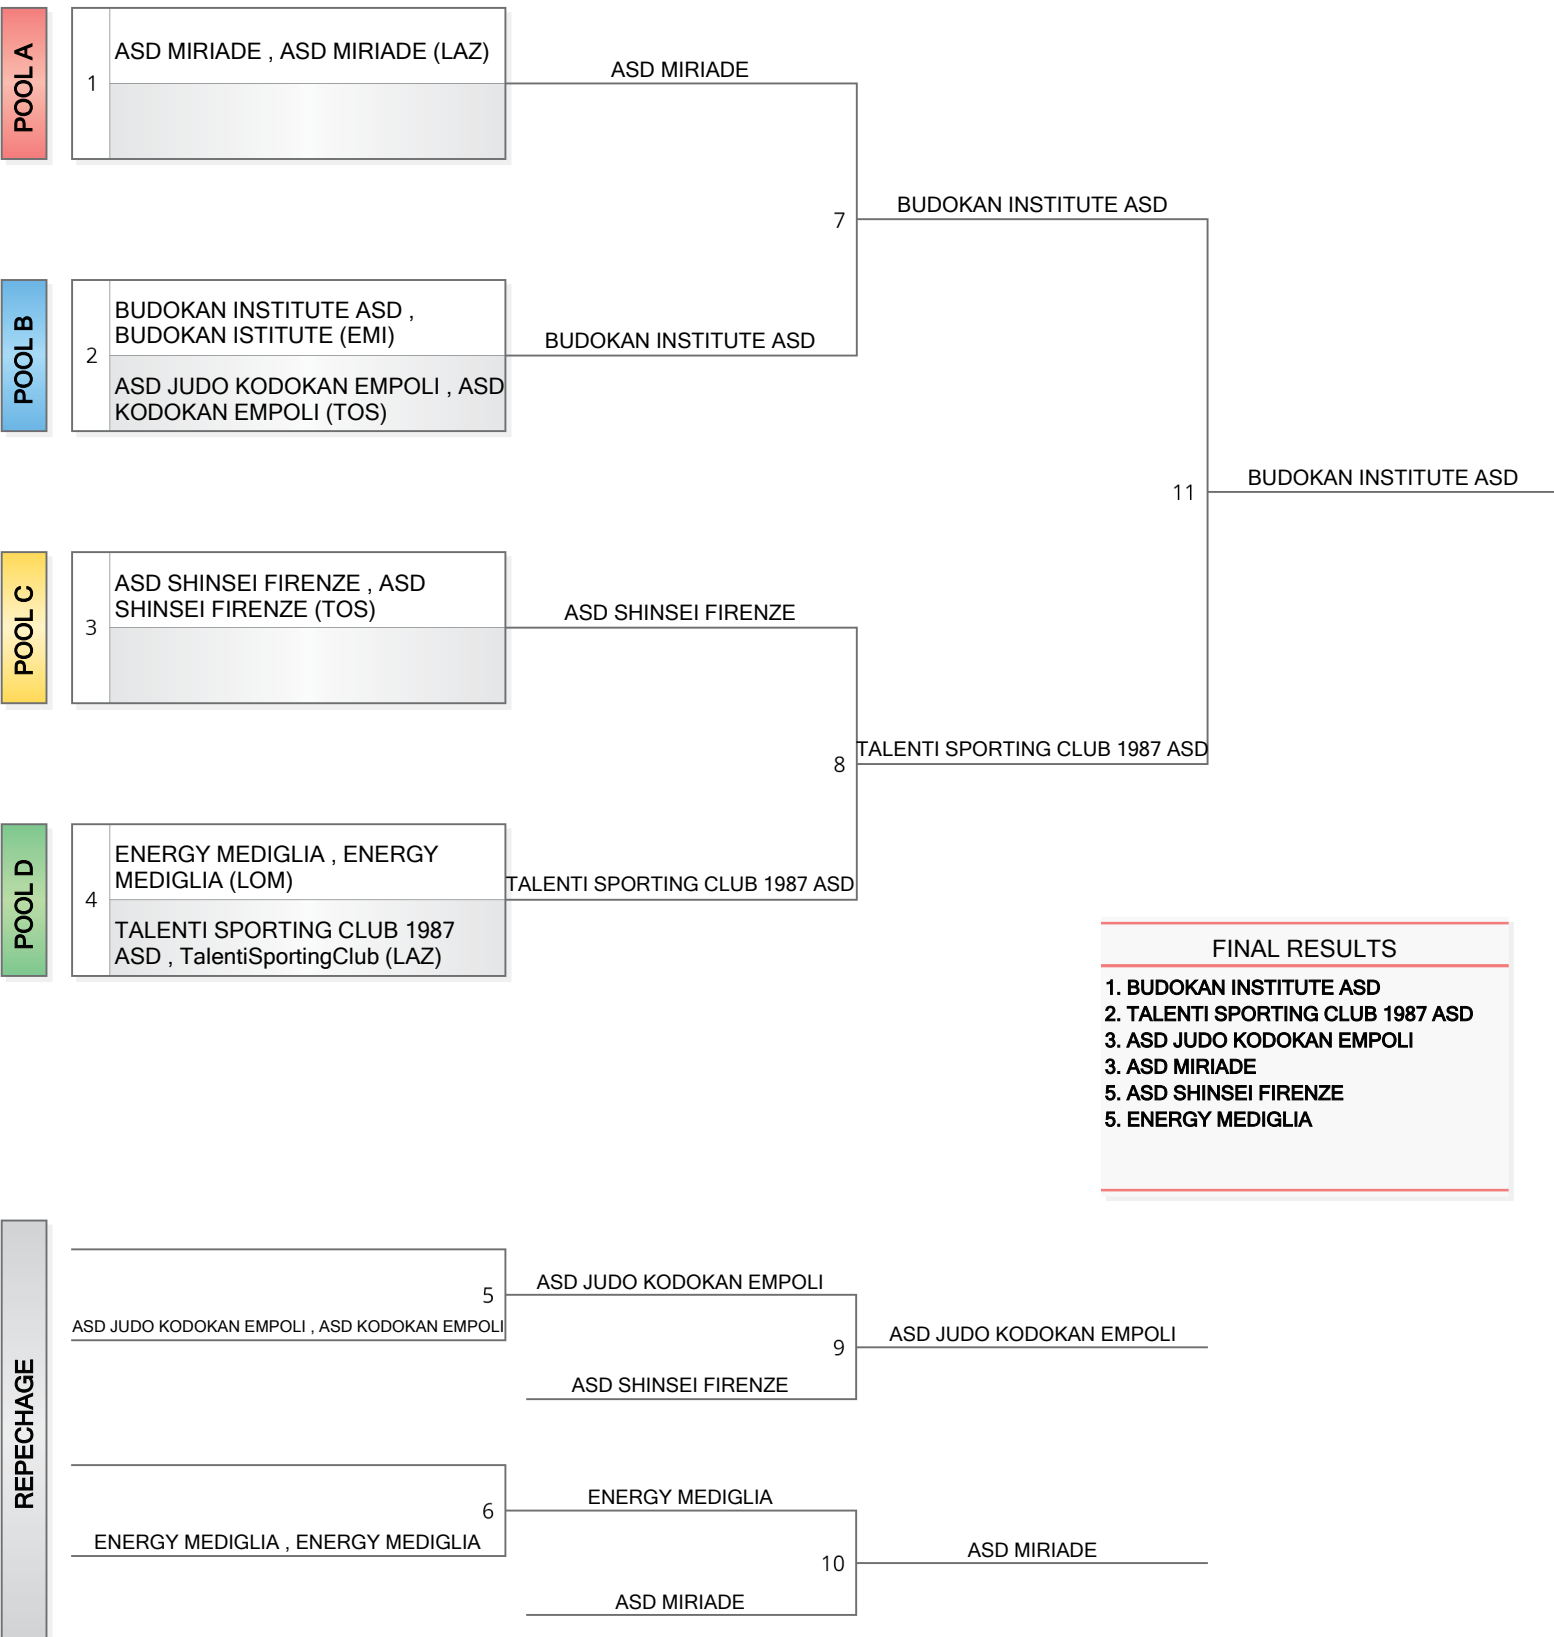 POOL A
1
ASD MIRIADE , ASD MIRIADE (LAZ)
ASD MIRIADE
7
BUDOKAN INSTITUTE ASD
POOL B
2
BUDOKAN INSTITUTE ASD ,
BUDOKAN ISTITUTE (EMI)
ASD JUDO KODOKAN EMPOLI , ASD
KODOKAN EMPOLI (TOS)
BUDOKAN INSTITUTE ASD
11
BUDOKAN INSTITUTE ASD
POOL C
3
ASD SHINSEI FIRENZE , ASD
SHINSEI FIRENZE (TOS)
ASD SHINSEI FIRENZE
8
TALENTI SPORTING CLUB 1987 ASD
POOL D
4
ENERGY MEDIGLIA , ENERGY
MEDIGLIA (LOM)
TALENTI SPORTING CLUB 1987
ASD , TalentiSportingClub (LAZ)
TALENTI SPORTING CLUB 1987 ASD
FINAL RESULTS
1. BUDOKAN INSTITUTE ASD
2. TALENTI SPORTING CLUB 1987 ASD
3. ASD JUDO KODOKAN EMPOLI
3. ASD MIRIADE
5. ASD SHINSEI FIRENZE
5. ENERGY MEDIGLIA
REPECHAGE
5
ASD JUDO KODOKAN EMPOLI , ASD KODOKAN EMPOLI
ASD JUDO KODOKAN EMPOLI
9
ASD JUDO KODOKAN EMPOLI
ASD SHINSEI FIRENZE
6
ENERGY MEDIGLIA , ENERGY MEDIGLIA
ENERGY MEDIGLIA
10
ASD MIRIADE
ASD MIRIADE